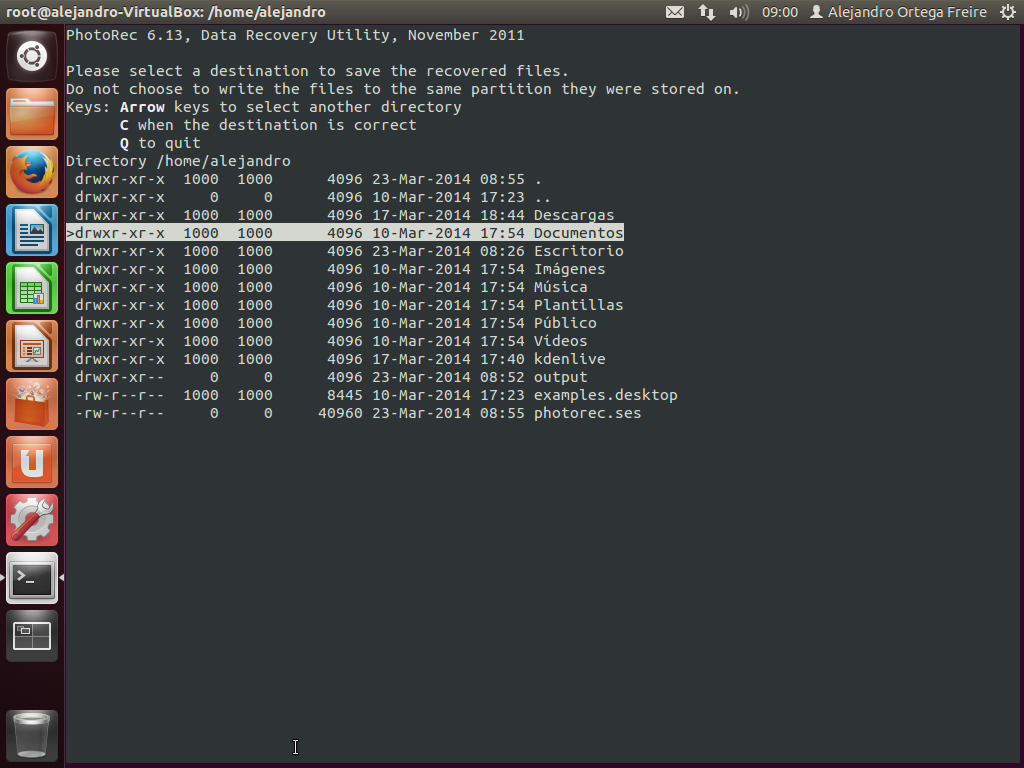 root@alejandro-VirtualBox: /home/alejandro
09:00 Alejandro Ortega Freire
PhotoRec 6.13, Data Recovery Utility, November 2011
Please select a destination to save the recovered files.
Do not choose to write the files to the same partition they were stored on.
Keys: Arrow keys to select another directory
C when the destination is correct
Q to quit
Directory /home/alejandro
drwxr-xr-x 1000 1000 4096 23-Mar-2014 08:55 .
drwxr-xr-x 0 0 4096 10-Mar-2014 17:23 ..
drwxr-xr-x 1000 1000 4096 17-Mar-2014 18:44 Descargas
>drwxr-xr-x 1000 1000 4096 10-Mar-2014 17:54 Documentos
drwxr-xr-x 1000 1000 4096 23-Mar-2014 08:26 Escritorio
drwxr-xr-x 1000 1000 4096 10-Mar-2014 17:54 Imágenes
drwxr-xr-x 1000 1000 4096 10-Mar-2014 17:54 Música
drwxr-xr-x 1000 1000 4096 10-Mar-2014 17:54 Plantillas
drwxr-xr-x 1000 1000 4096 10-Mar-2014 17:54 Público
drwxr-xr-x 1000 1000 4096 10-Mar-2014 17:54 Vídeos
drwxr-xr-x 1000 1000 4096 17-Mar-2014 17:40 kdenlive
drwxr-xr-- 0 0 4096 23-Mar-2014 08:52 output
-rw-r--r-- 1000 1000 8445 10-Mar-2014 17:23 examples.desktop
-rw-r--r-- 0 0 40960 23-Mar-2014 08:55 photorec.ses